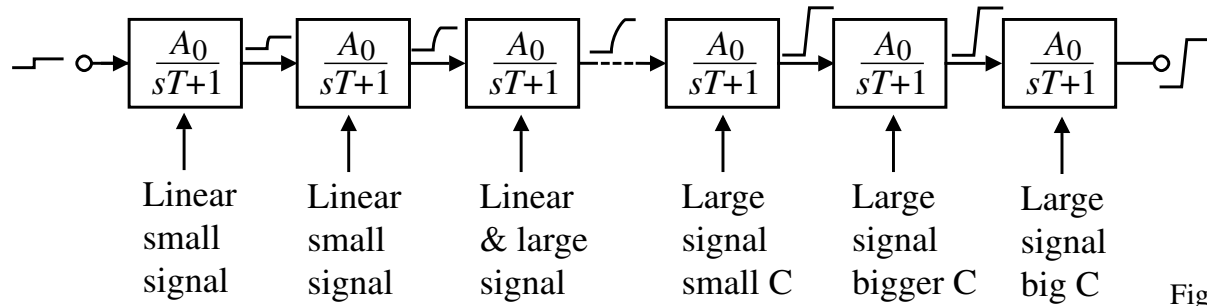 A0
sT+1
A0
sT+1
A0
sT+1
A0
sT+1
A0
sT+1
A0
sT+1
Linear
small
signal
Linear
small
signal
Linear
& large
signal
Large
signal
small C
Large
signal
bigger C
Large
signal
big C
Fig